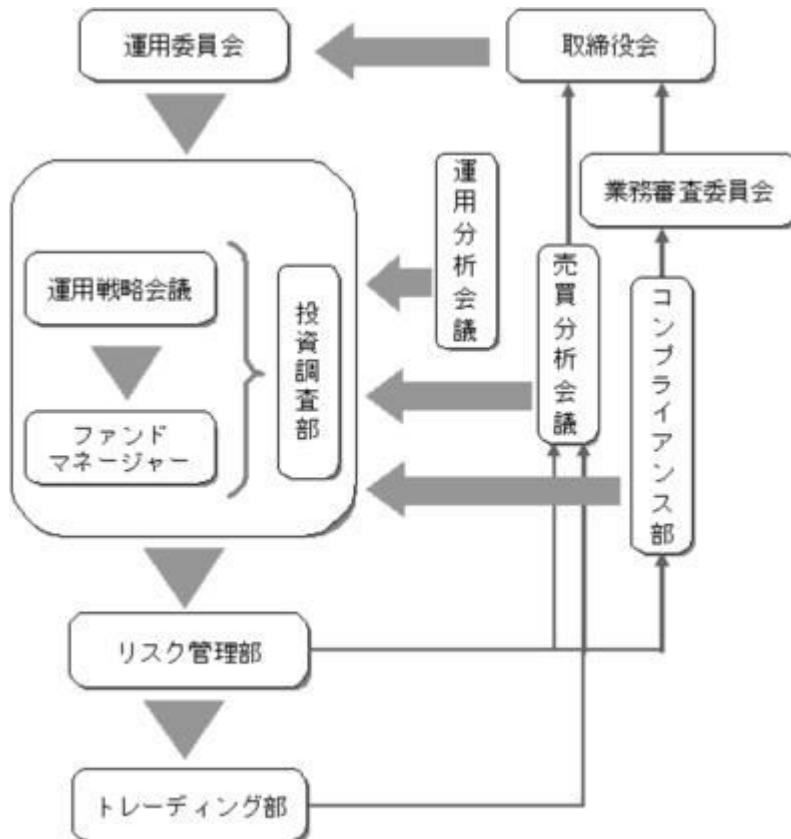 運用委員会
取締役会
運用分析会議
業務審査委員会
売買分析会議
運用戦略会議
投資調査部
コンプライアンス部
ファンド
マネージャー
リスク管理部
トレーディング部